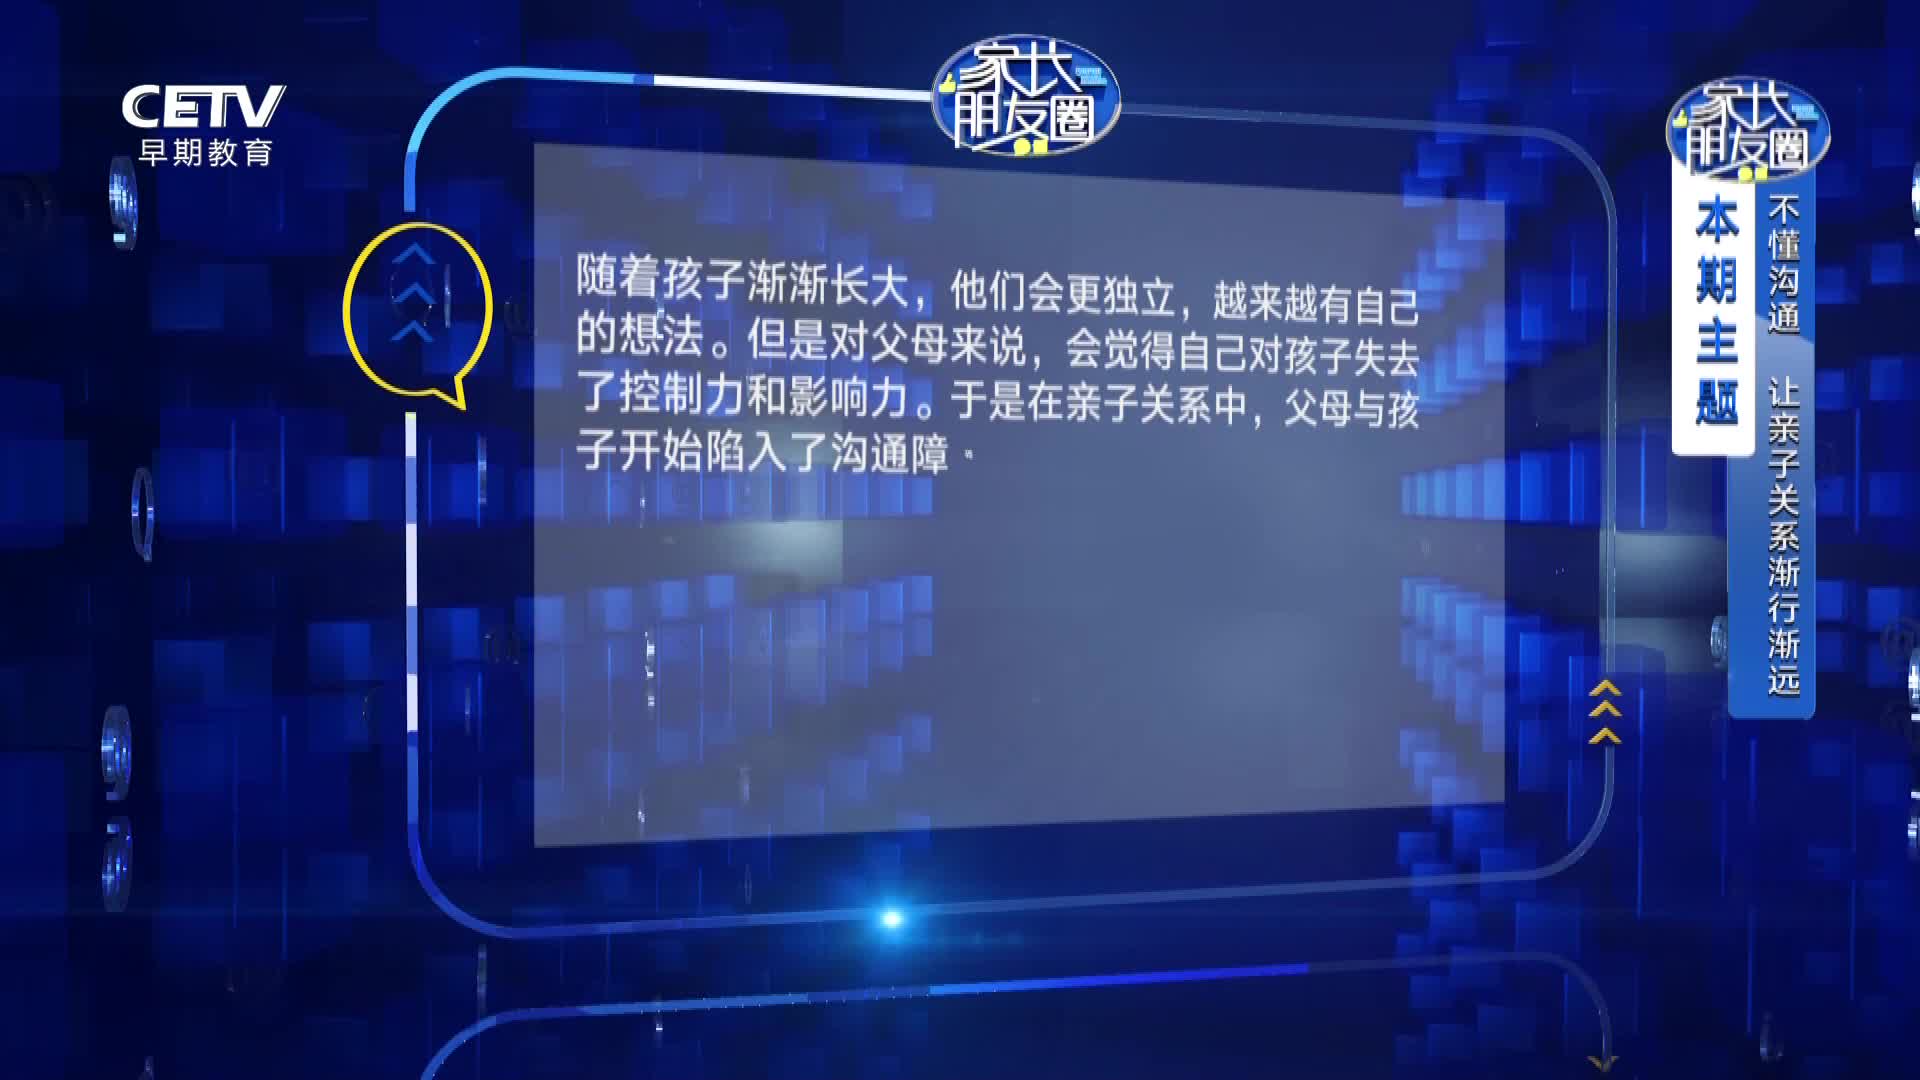 CETV
早期教育
家长
朋友圈
随着孩子渐渐长大，他们会更独立，越来越有自己
的想法。但是对父母来说，会觉得自己对孩子失去
了控制力和影响力。于是在亲子关系中，父母与孩
子开始陷入了沟通障
家长
朋友圈
本期主题
不懂沟通 让亲子关系渐行渐远